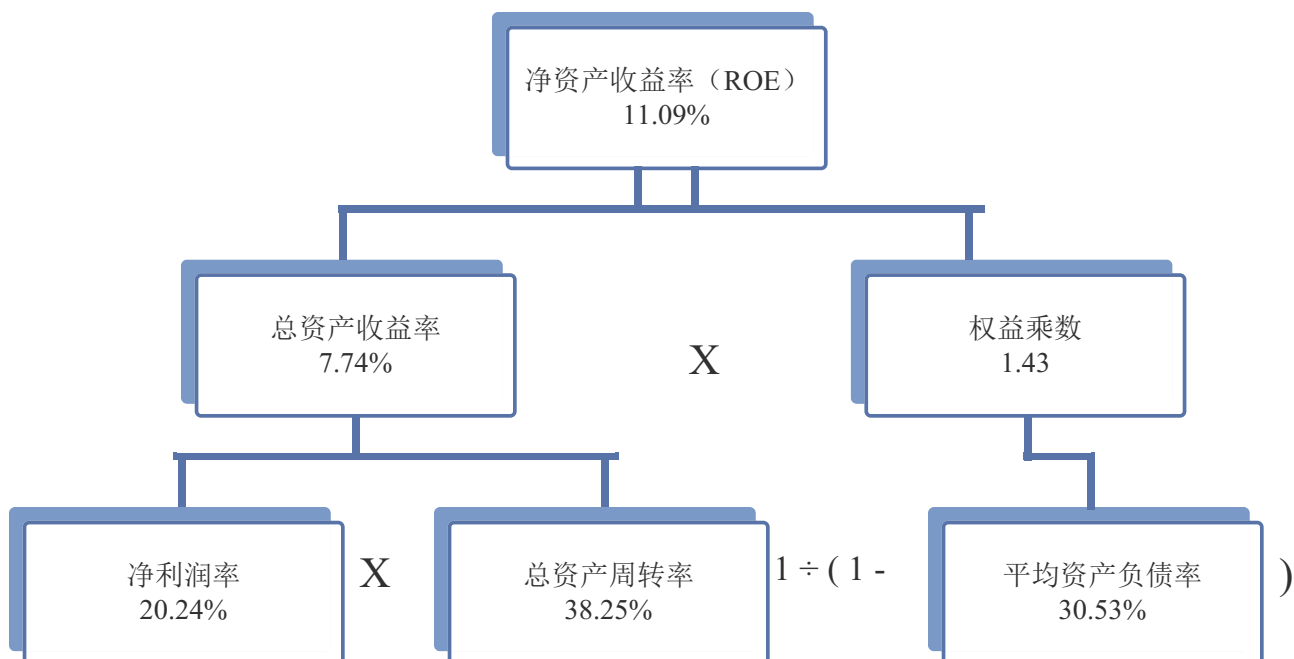 净资产收益率（ROE）
11.09%
总资产收益率
7.74%
X
权益乘数
1.43
净利润率
20.24%
X
总资产周转率
38.25%
1 ÷ ( 1 -
平均资产负债率
30.53%
)